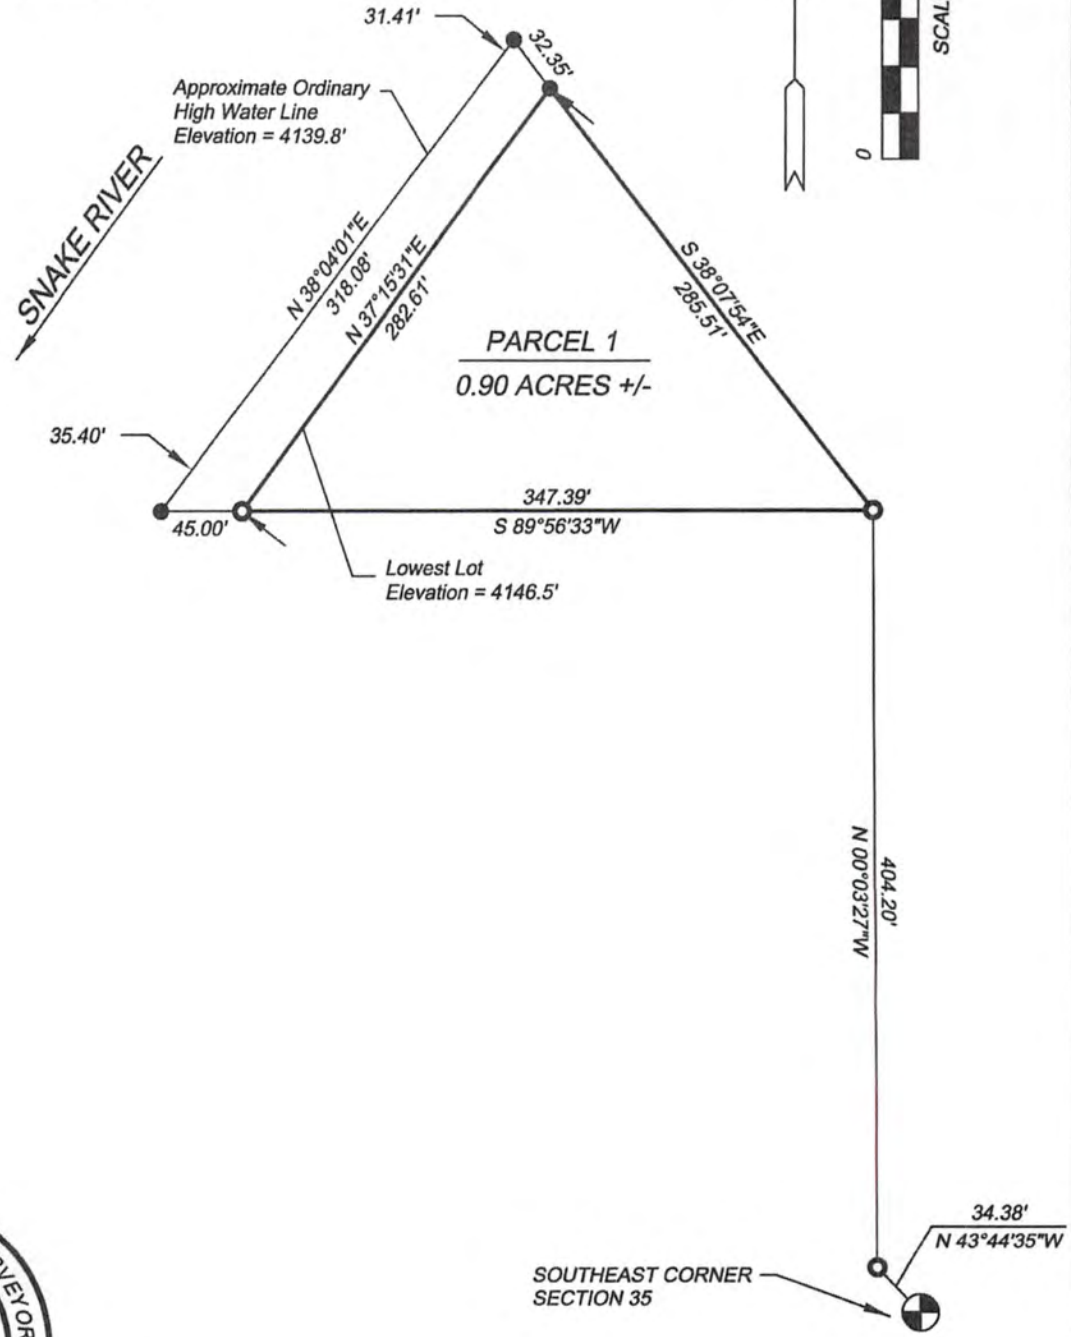 31.41'
32.35'
SCAL
0
Approximate Ordinary
High Water Line
Elevation = 4139.8'
SNAKE RIVER
N 38°04'01"E
318.08'
N 37°15'31"E
282.61'
S 38°07'54"E
285.51'
PARCEL 1
0.90 ACRES +/-
35.40'
45.00'
347.39'
S 89°56'33"W
Lowest Lot
Elevation = 4146.5'
404.20'
N 00°03'27"W
34.38'
N 43°44'35"W
SOUTHEAST CORNER
SECTION 35
VEYOR